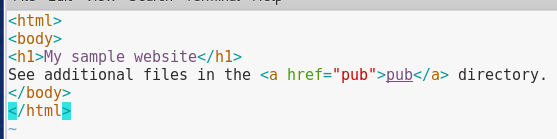 <html>
<body>
<h1>My sample website</h1>
See additional files in the <a href="pub">pub</a> directory.
</body>
</html>
~